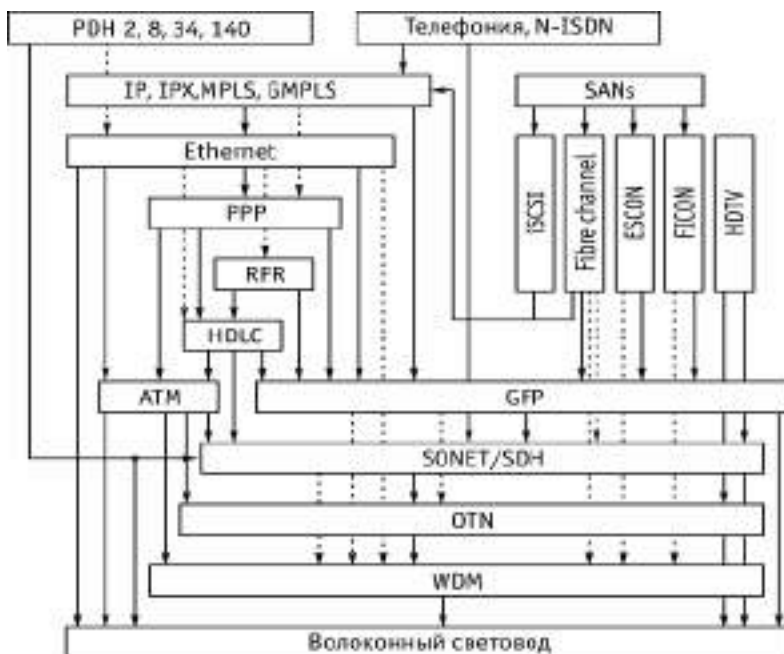 PDH 2, 8, 34, 140
Телефония, N-ISDN
IP, IPX,MPLS, GMPLS
SANs
Ethernet
iSCSI
Fibre channel
ESCON
FICON
HDTV
PPP
RPR
HDLC
ATM
GFP
SONET/SDH
OTN
WDM
Волоконный световод